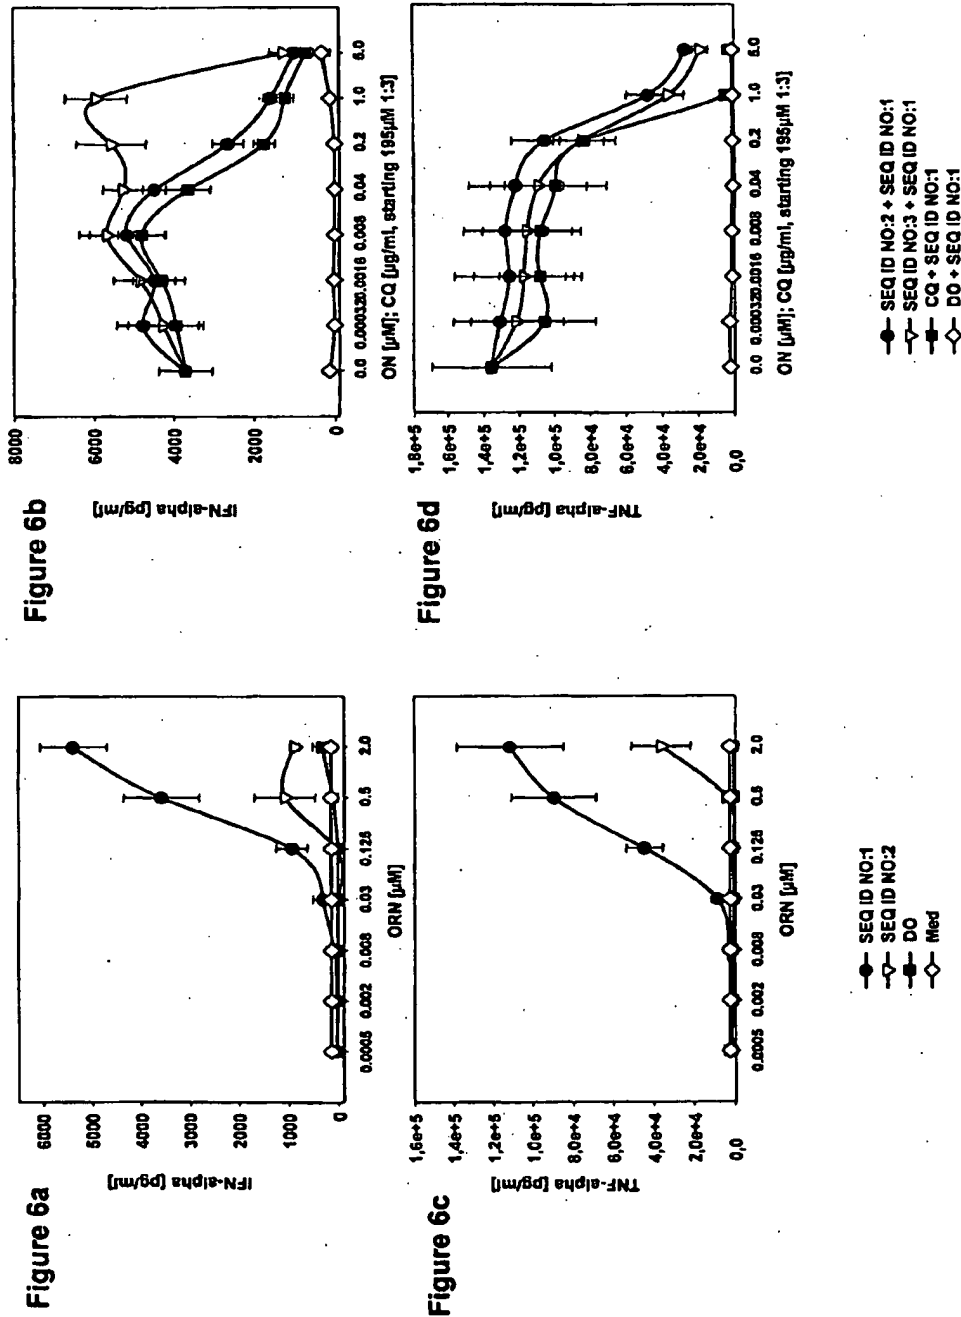 Figure 6a
IFN-alpha [pg/ml]
6000
5000
4000
3000
2000
1000
0
0.0005 0.002 0.008 0.03 0.125 0.5 2.0
ORN [µM]
Figure 6b
IFN-alpha [pg/ml]
8000
6000
4000
2000
0
0.0 0.000320.0016 0.008 0.04 0.2 1.0 5.0
ON [µM]; CQ [µg/ml, starting 195µM 1:3]
Figure 6c
TNF-alpha [pg/ml]
1,6e+5
1,4e+5
1,2e+5
1,0e+5
8,0e+4
6,0e+4
4,0e+4
2,0e+4
0,0
0.0005 0.002 0.008 0.03 0.125 0.5 2.0
ORN [µM]
SEQ ID NO:1
SEQ ID NO:2
DO
Med
Figure 6d
TNF-alpha [pg/ml]
1,8e+5
1,6e+5
1,4e+5
1,2e+5
1,0e+5
8,0e+4
6,0e+4
4,0e+4
2,0e+4
0,0
0.0 0.000320.0016 0.008 0.04 0.2 1.0 5.0
ON [µM]; CQ [µg/ml, starting 195µM 1:3]
SEQ ID NO:2 + SEQ ID NO:1
SEQ ID NO:3 + SEQ ID NO:1
CQ + SEQ ID NO:1
DO + SEQ ID NO:1